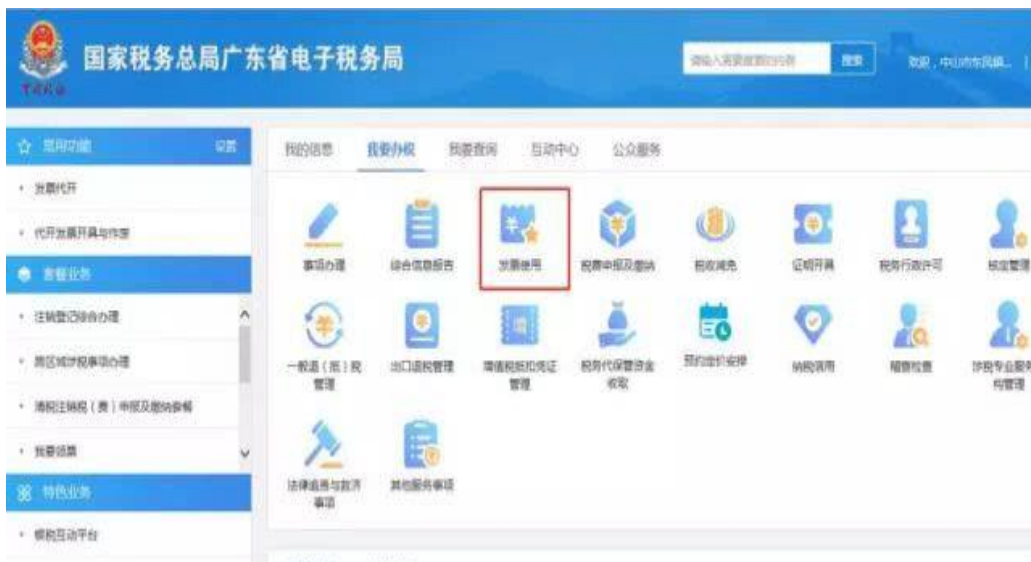 国家税务总局广东省电子税务局
搜索
欢迎，中山市东凤镇...
常用功能
设置
我的信息
我要办税
我要查询
互动中心
公众服务
发票代开
代开发票开具与作废
事项办理
综合信息报告
发票使用
税费申报及缴纳
税收减免
证明开具
税务行政许可
核定管理
套餐业务
注销登记综合办理
跨区域涉税事项办理
清税注销税（费）申报及缴纳套餐
我要领票
一般退（抵）税
管理
出口退税管理
增值税抵扣凭证
管理
税务代保管资金
收取
预约定价安排
纳税信用
稽查检查
涉税专业服务
构管理
法律追责与救济
事项
其他服务事项
特色业务
银税互动平台